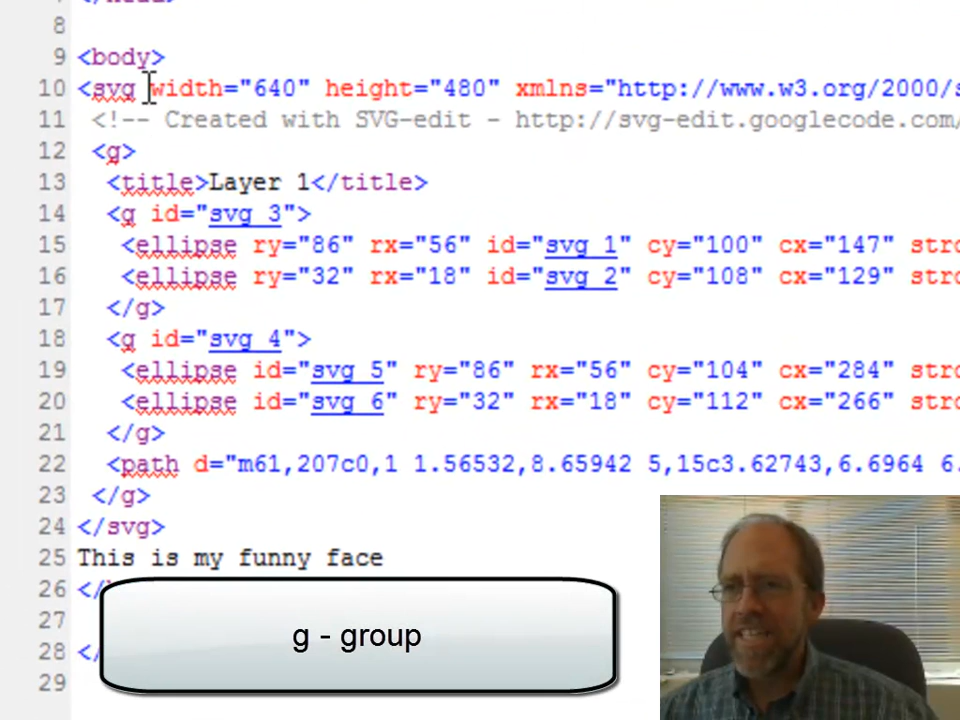 8
9 <body>
10 <svg width="640" height="480" xmlns="http://www.w3.org/2000/s
11 <!-- Created with SVG-edit - http://svg-edit.googlecode.com/
12 <g>
13 <title>Layer 1</title>
14 <g id="svg_3">
15 <ellipse ry="86" rx="56" id="svg_1" cy="100" cx="147" stro
16 <ellipse ry="32" rx="18" id="svg_2" cy="108" cx="129" stro
17 </g>
18 <g id="svg_4">
19 <ellipse id="svg_5" ry="86" rx="56" cy="104" cx="284" stro
20 <ellipse id="svg_6" ry="32" rx="18" cy="112" cx="266" stro
21 </g>
22 <path d="m61,207c0,1 1.56532,8.65942 5,15c3.62743,6.6964 6.
23 </g>
24 </svg>
25 This is my funny face
26 </
27
28 </
29
g - group